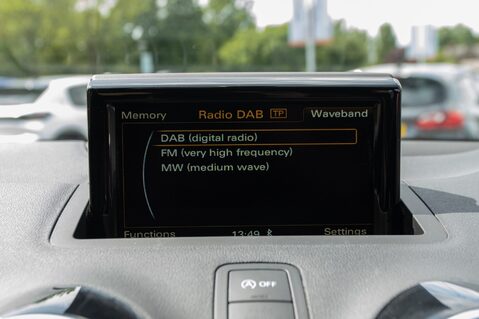 Memory Radio DAB TP Waveband
DAB (digital radio)
FM (very high frequency)
MW (medium wave)
Functions 13:49 Settings
OFF